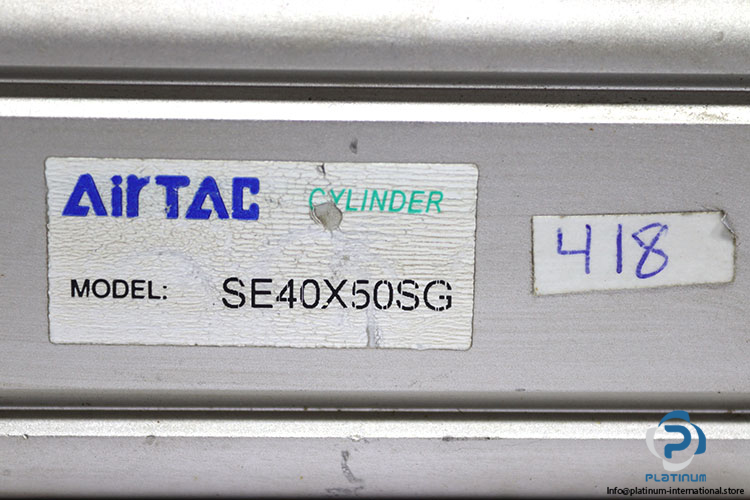 AirTAC CYLINDER
MODEL: SE40X50SG
418
PLATINUM
Info@platinum-international.store